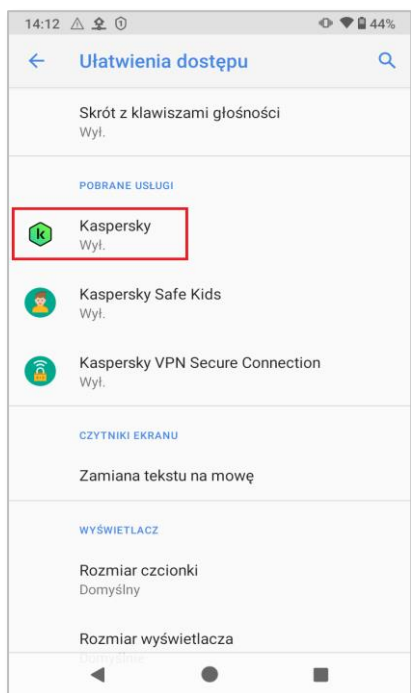 14:12 44%
Ułatwienia dostępu
Skrót z klawiszami głośności
Wył.
POBRANE USŁUGI
Kaspersky
Wył.
Kaspersky Safe Kids
Wył.
Kaspersky VPN Secure Connection
Wył.
CZYTNIKI EKRANU
Zamiana tekstu na mowę
WYŚWIETLACZ
Rozmiar czcionki
Domyślny
Rozmiar wyświetlacza